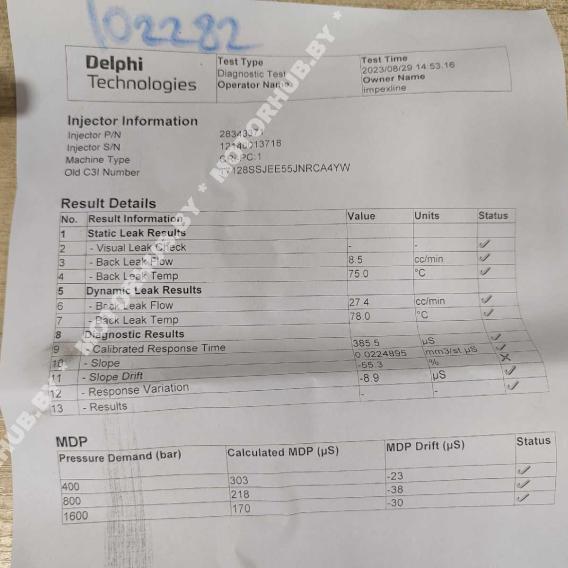 102282
Delphi
Technologies
Test Type
Diagnostic Test
Operator Name
Test Time
2023/08/29 14:53:16
Owner Name
impexline
Injector Information
Injector P/N
Injector S/N
Machine Type
Old C3I Number
Result Details
No. Result Information Value Units Status
1 Static Leak Results
2 - Visual Leak Check - - ✓
3 - Back Leak Flow 8.5 cc/min ✓
4 - Back Leak Temp 75.0 °C ✓
5 Dynamic Leak Results
6 - Back Leak Flow 27.4 cc/min ✓
7 - Back Leak Temp 78.0 °C ✓
8 Diagnostic Results
9 - Calibrated Response Time 385.5 µS ✓
10 - Slope 0.0224895 mm3/st.µS ✓
11 - Slope Drift -55.3 % X
12 - Response Variation -8.9 µS ✓
13 - Results - - ✓
MDP
Pressure Demand (bar) Calculated MDP (µS) MDP Drift (µS) Status
400 303 -23 ✓
800 218 -38 ✓
1600 170 -30 ✓
MOTORHUB.BY * MOTORHUB.BY * MOTORHUB.BY *